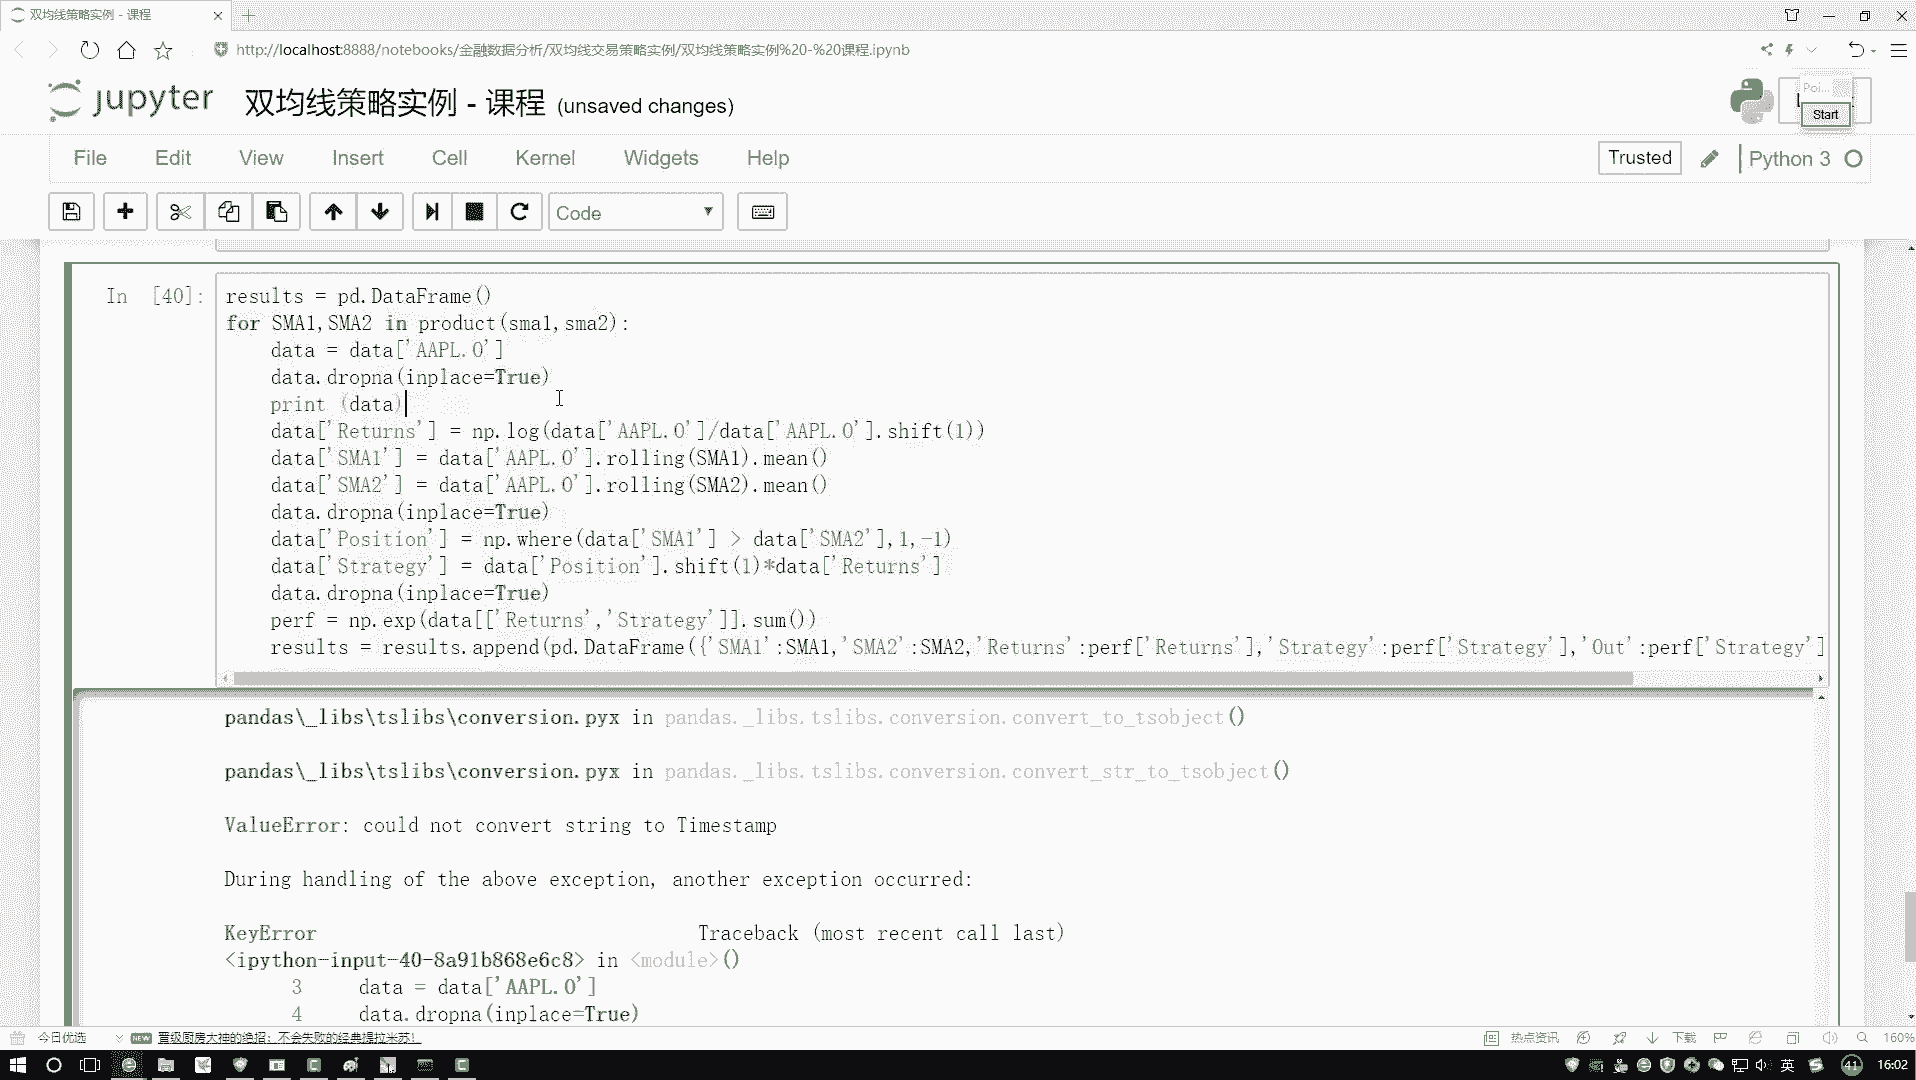 双均线策略实例 - 课程
http://localhost:8888/notebooks/金融数据分析/双均线交易策略实例/双均线策略实例%20-%20课程.ipynb
jupyter 双均线策略实例 - 课程 (unsaved changes)
Poi...
Start
File Edit View Insert Cell Kernel Widgets Help
Trusted Python 3
Code
In [40]:
results = pd.DataFrame()
for SMA1,SMA2 in product(sma1,sma2):
    data = data['AAPL.O']
    data.dropna(inplace=True)
    print (data)
    data['Returns'] = np.log(data['AAPL.O']/data['AAPL.O'].shift(1))
    data['SMA1'] = data['AAPL.O'].rolling(SMA1).mean()
    data['SMA2'] = data['AAPL.O'].rolling(SMA2).mean()
    data.dropna(inplace=True)
    data['Position'] = np.where(data['SMA1'] > data['SMA2'],1,-1)
    data['Strategy'] = data['Position'].shift(1)*data['Returns']
    data.dropna(inplace=True)
    perf = np.exp(data[['Returns','Strategy']].sum())
    results = results.append(pd.DataFrame({'SMA1':SMA1,'SMA2':SMA2,'Returns':perf['Returns'],'Strategy':perf['Strategy'],'Out':perf['Strategy']
pandas\_libs\tslibs\conversion.pyx in pandas._libs.tslibs.conversion.convert_to_tsobject()
pandas\_libs\tslibs\conversion.pyx in pandas._libs.tslibs.conversion.convert_str_to_tsobject()
ValueError: could not convert string to Timestamp
During handling of the above exception, another exception occurred:
KeyError Traceback (most recent call last)
<ipython-input-40-8a91b868e6c8> in <module>()
3 data = data['AAPL.O']
4 data.dropna(inplace=True)
今日优选 NEW 晋级厨房大神的绝招：不会失败的经典提拉米苏! 热点资讯 下载 160%
英 41 16:02